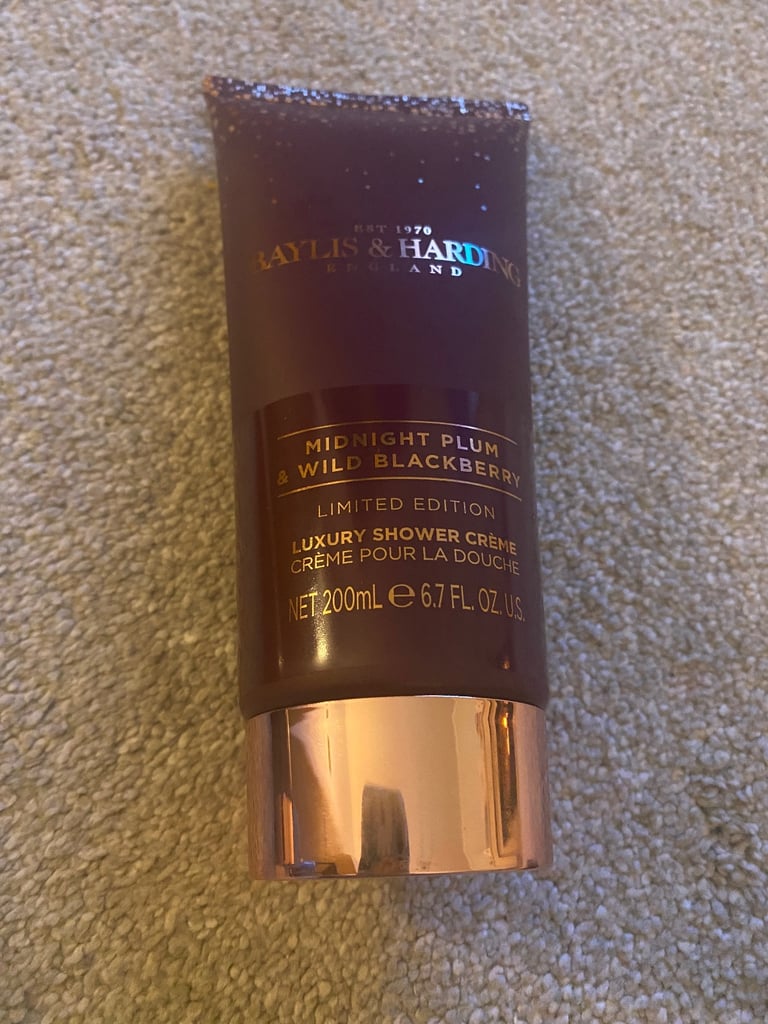 EST 1970
BAYLIS & HARDING
ENGLAND
MIDNIGHT PLUM
& WILD BLACKBERRY
LIMITED EDITION
LUXURY SHOWER CRÈME
CRÈME POUR LA DOUCHE
NET 200mL ℮ 6.7 FL. OZ. U.S.